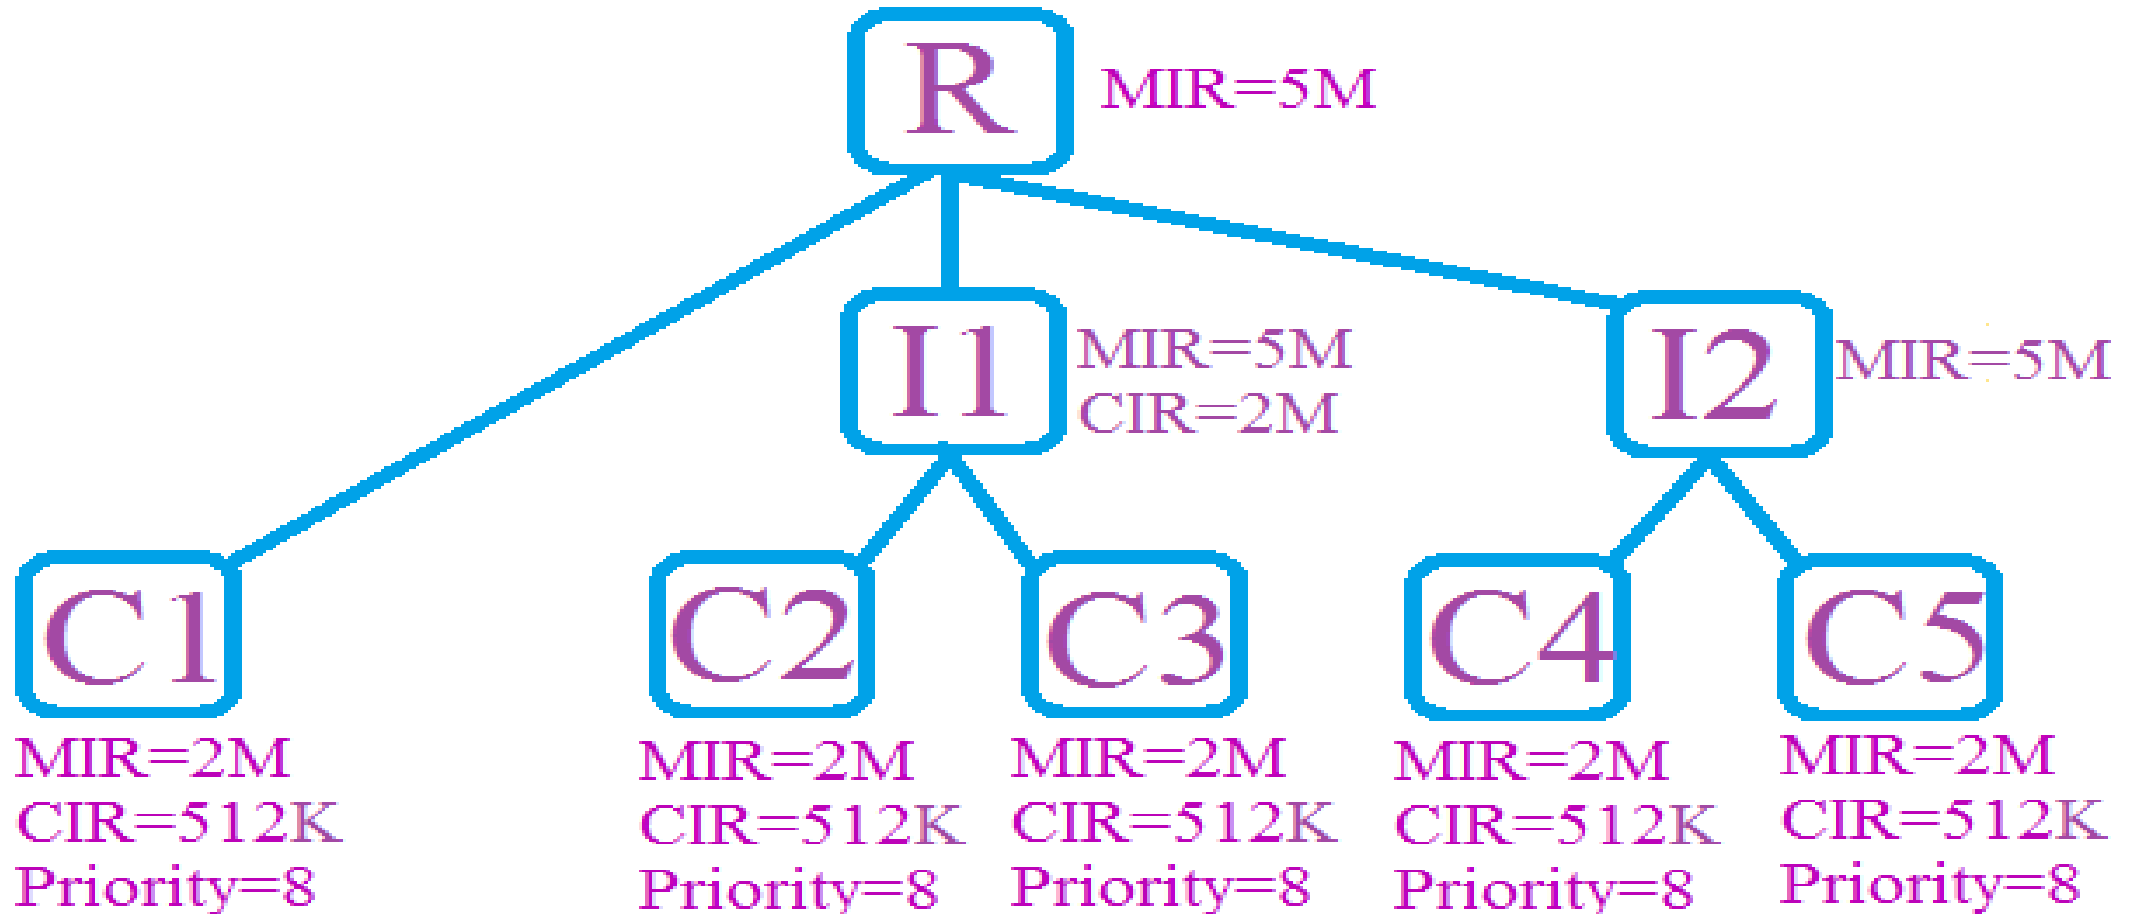 R
MIR=5M
I1
MIR=5M
CIR=2M
I2
MIR=5M
C1
MIR=2M
CIR=512K
Priority=8
C2
MIR=2M
CIR=512K
Priority=8
C3
MIR=2M
CIR=512K
Priority=8
C4
MIR=2M
CIR=512K
Priority=8
C5
MIR=2M
CIR=512K
Priority=8